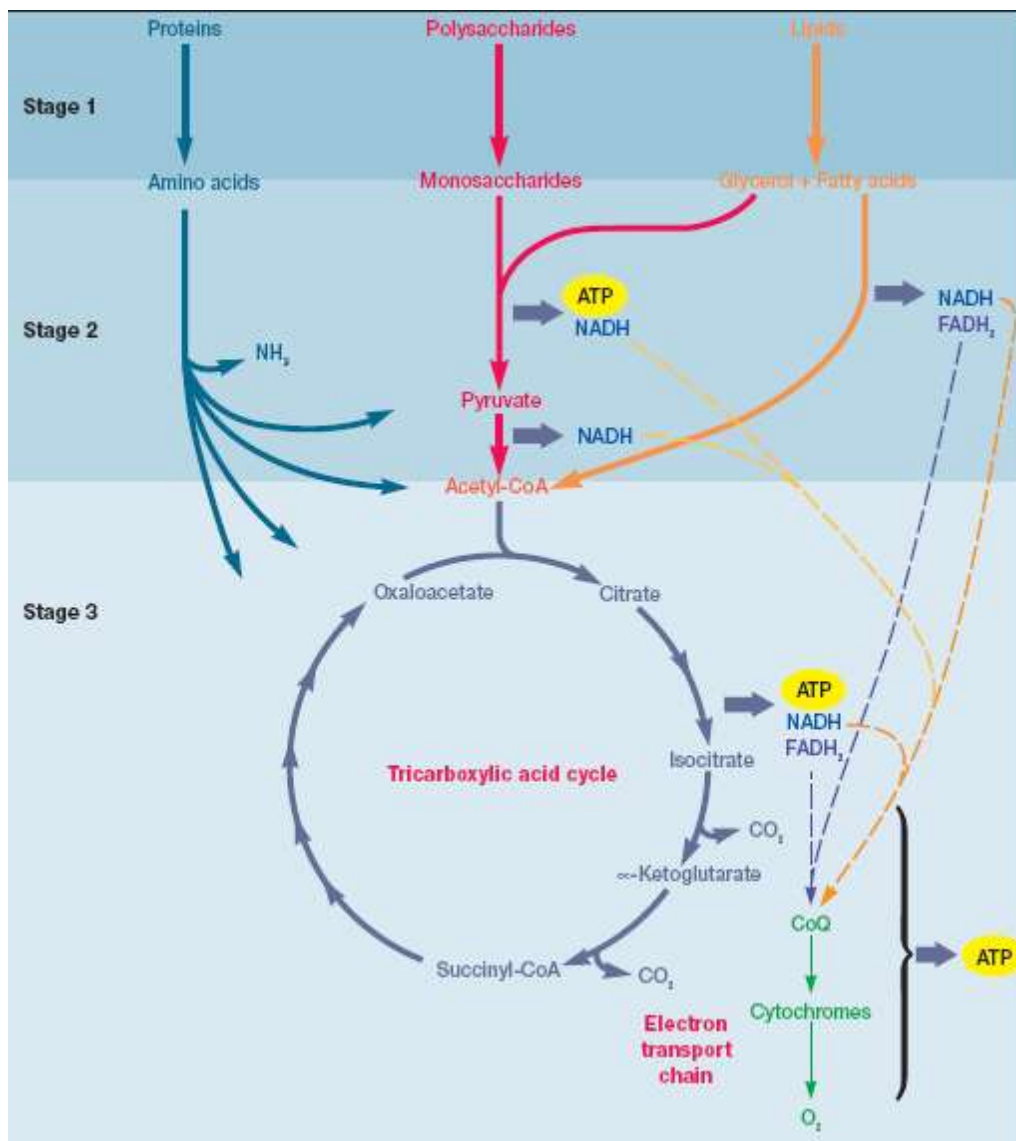 Proteins
Polysaccharides
Lipids
Stage 1
Amino acids
Monosaccharides
Glycerol + Fatty acids
Stage 2
NH₃
ATP
NADH
NADH
FADH₂
Pyruvate
NADH
Acetyl-CoA
Stage 3
Oxaloacetate
Citrate
ATP
NADH
FADH₂
Isocitrate
Tricarboxylic acid cycle
CO₂
∝-Ketoglutarate
CoQ
Succinyl-CoA
CO₂
ATP
Cytochromes
Electron
transport
chain
O₂